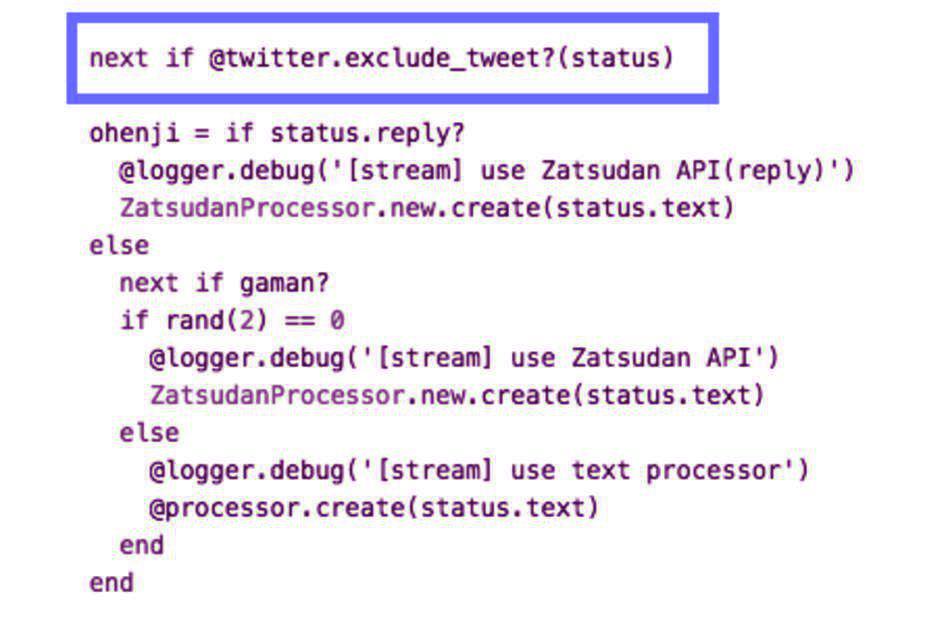 next if @twitter.exclude_tweet?(status)
ohenji = if status.reply?
  @logger.debug('[stream] use Zatsudan API(reply)')
  ZatsudanProcessor.new.create(status.text)
else
  next if gaman?
  if rand(2) == 0
    @logger.debug('[stream] use Zatsudan API')
    ZatsudanProcessor.new.create(status.text)
  else
    @logger.debug('[stream] use text processor')
    @processor.create(status.text)
  end
end